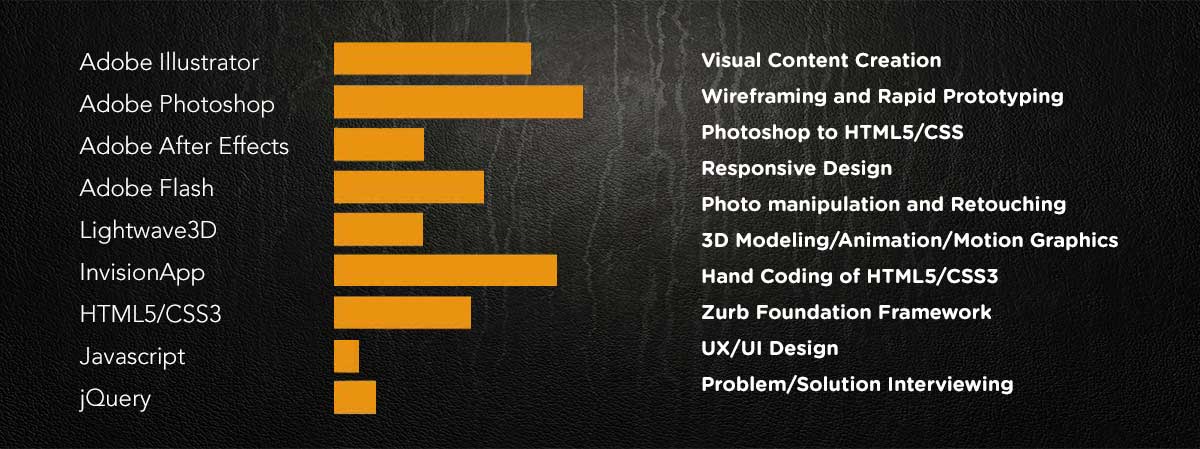 Adobe Illustrator
Adobe Photoshop
Adobe After Effects
Adobe Flash
Lightwave3D
InvisionApp
HTML5/CSS3
Javascript
jQuery
Visual Content Creation
Wireframing and Rapid Prototyping
Photoshop to HTML5/CSS
Responsive Design
Photo manipulation and Retouching
3D Modeling/Animation/Motion Graphics
Hand Coding of HTML5/CSS3
Zurb Foundation Framework
UX/UI Design
Problem/Solution Interviewing